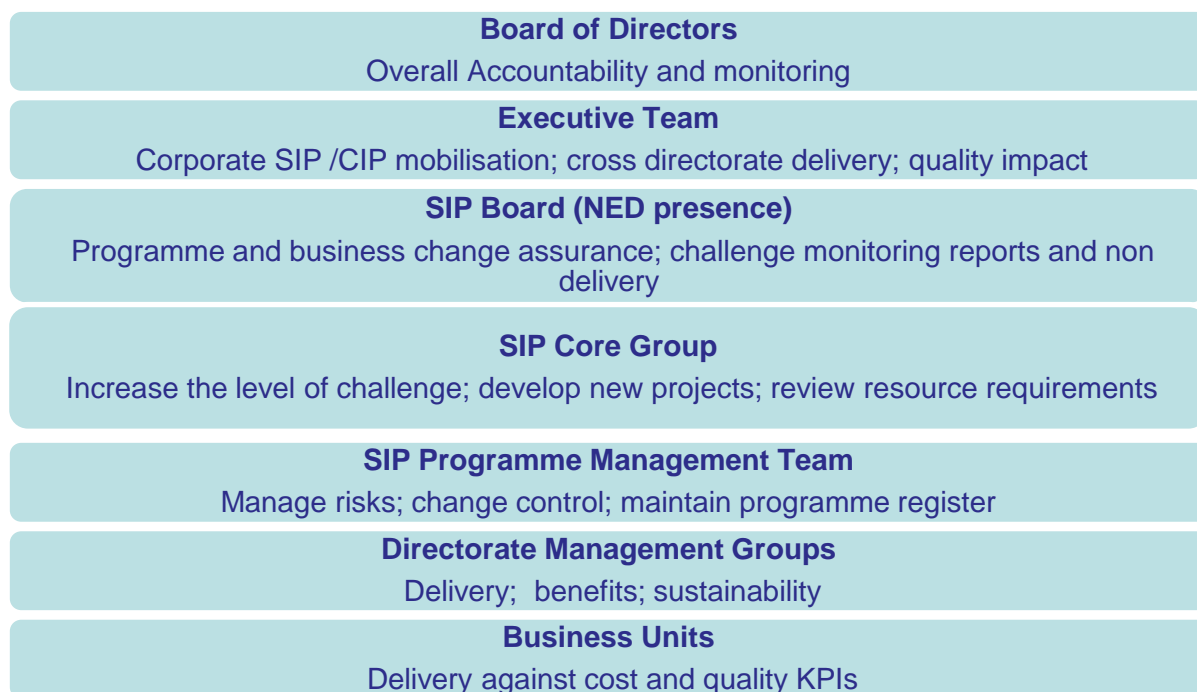 Board of Directors
Overall Accountability and monitoring
Executive Team
Corporate SIP /CIP mobilisation; cross directorate delivery; quality impact
SIP Board (NED presence)
Programme and business change assurance; challenge monitoring reports and non
delivery
SIP Core Group
Increase the level of challenge; develop new projects; review resource requirements
SIP Programme Management Team
Manage risks; change control; maintain programme register
Directorate Management Groups
Delivery;  benefits; sustainability
Business Units
Delivery against cost and quality KPIs